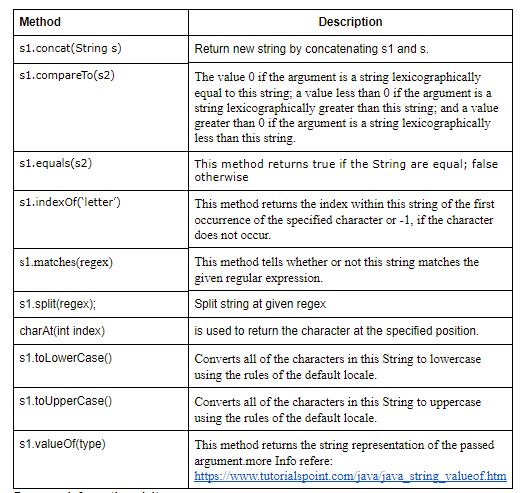 Method Description
s1.concat(String s) Return new string by concatenating s1 and s.
s1.compareTo(s2) The value 0 if the argument is a string lexicographically
equal to this string; a value less than 0 if the argument is a
string lexicographically greater than this string; and a value
greater than 0 if the argument is a string lexicographically
less than this string.
s1.equals(s2) This method returns true if the String are equal; false
otherwise
s1.indexOf('letter') This method returns the index within this string of the first
occurrence of the specified character or -1, if the character
does not occur.
s1.matches(regex) This method tells whether or not this string matches the
given regular expression.
s1.split(regex); Split string at given regex
charAt(int index) is used to return the character at the specified position.
s1.toLowerCase() Converts all of the characters in this String to lowercase
using the rules of the default locale.
s1.toUpperCase() Converts all of the characters in this String to uppercase
using the rules of the default locale.
s1.valueOf(type) This method returns the string representation of the passed
argument.more Info refere:
https://www.tutorialspoint.com/java/java_string_valueof.htm